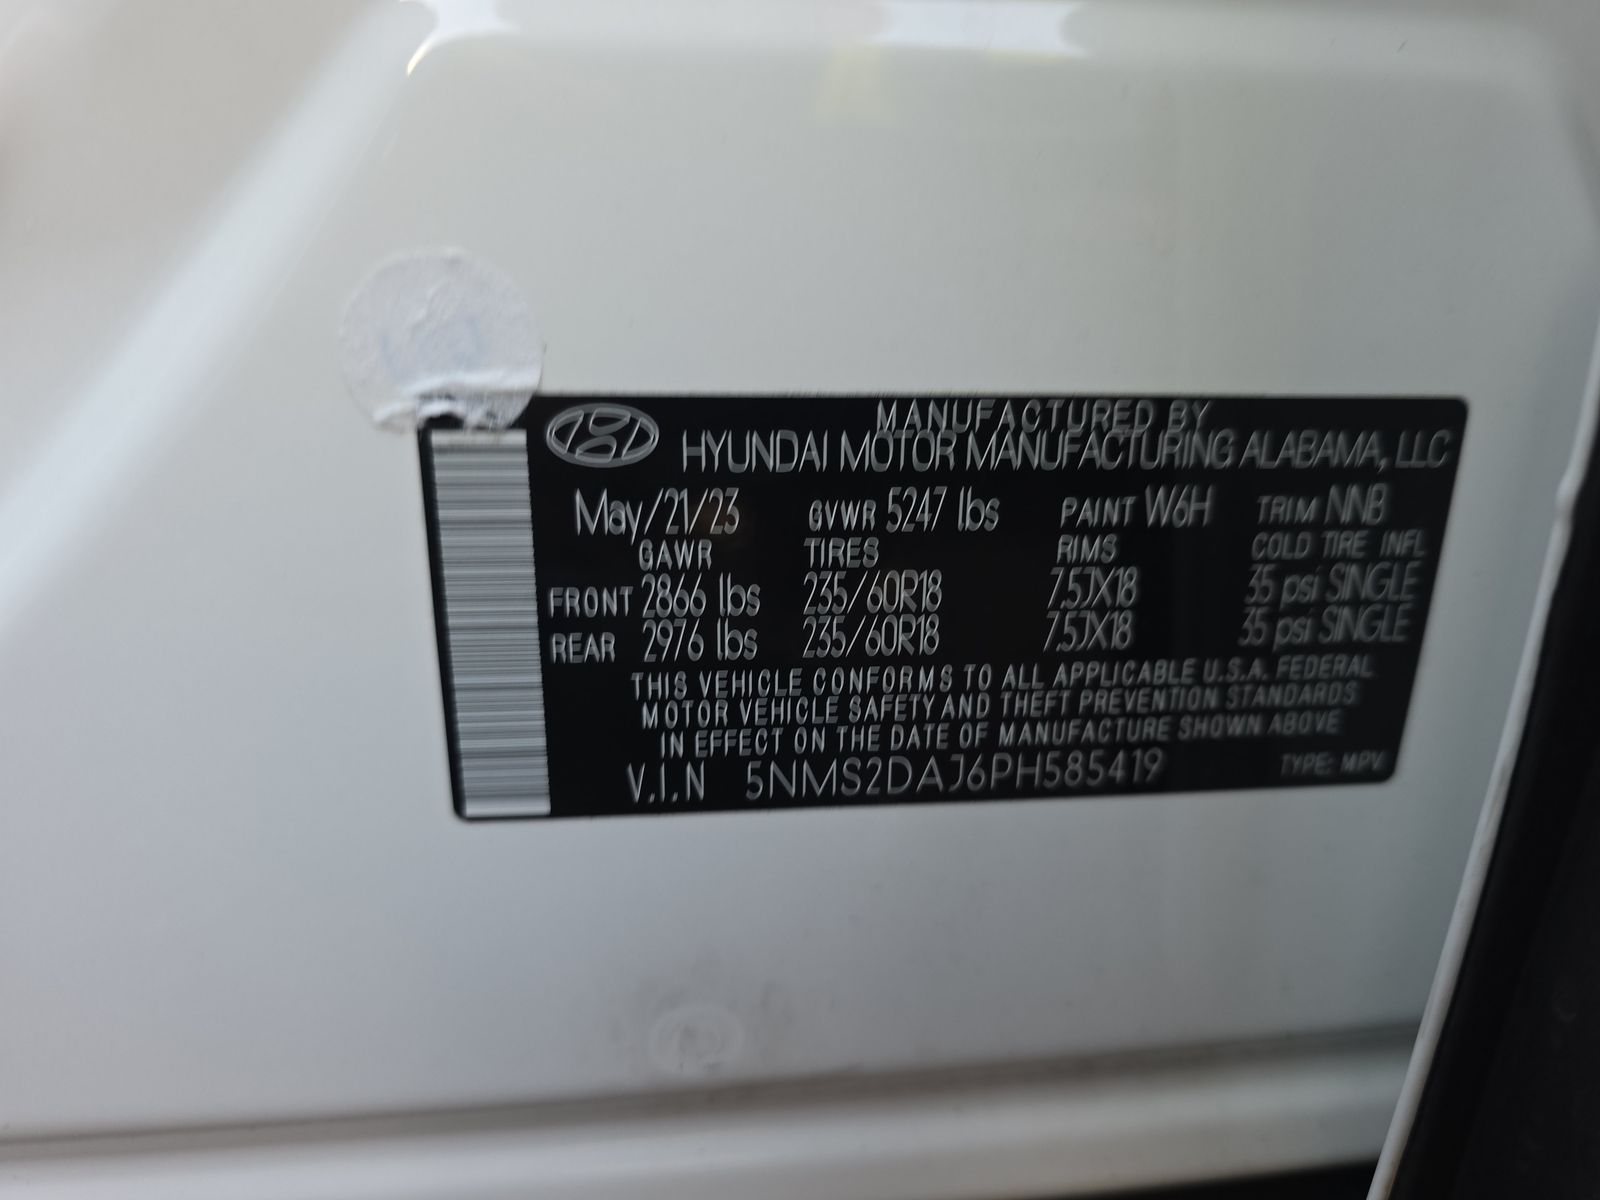 MANUFACTURED BY
HYUNDAI MOTOR MANUFACTURING ALABAMA, LLC
May/21/23 GVWR 5247 lbs PAINT W6H TRIM NNB
GAWR TIRES RIMS COLD TIRE INFL
FRONT 2866 lbs 235/60R18 7.5JX18 35 psi SINGLE
REAR 2976 lbs 235/60R18 7.5JX18 35 psi SINGLE
THIS VEHICLE CONFORMS TO ALL APPLICABLE U.S.A. FEDERAL
MOTOR VEHICLE SAFETY AND THEFT PREVENTION STANDARDS
IN EFFECT ON THE DATE OF MANUFACTURE SHOWN ABOVE
V.I.N 5NMS2DAJ6PH585419 TYPE: MPV